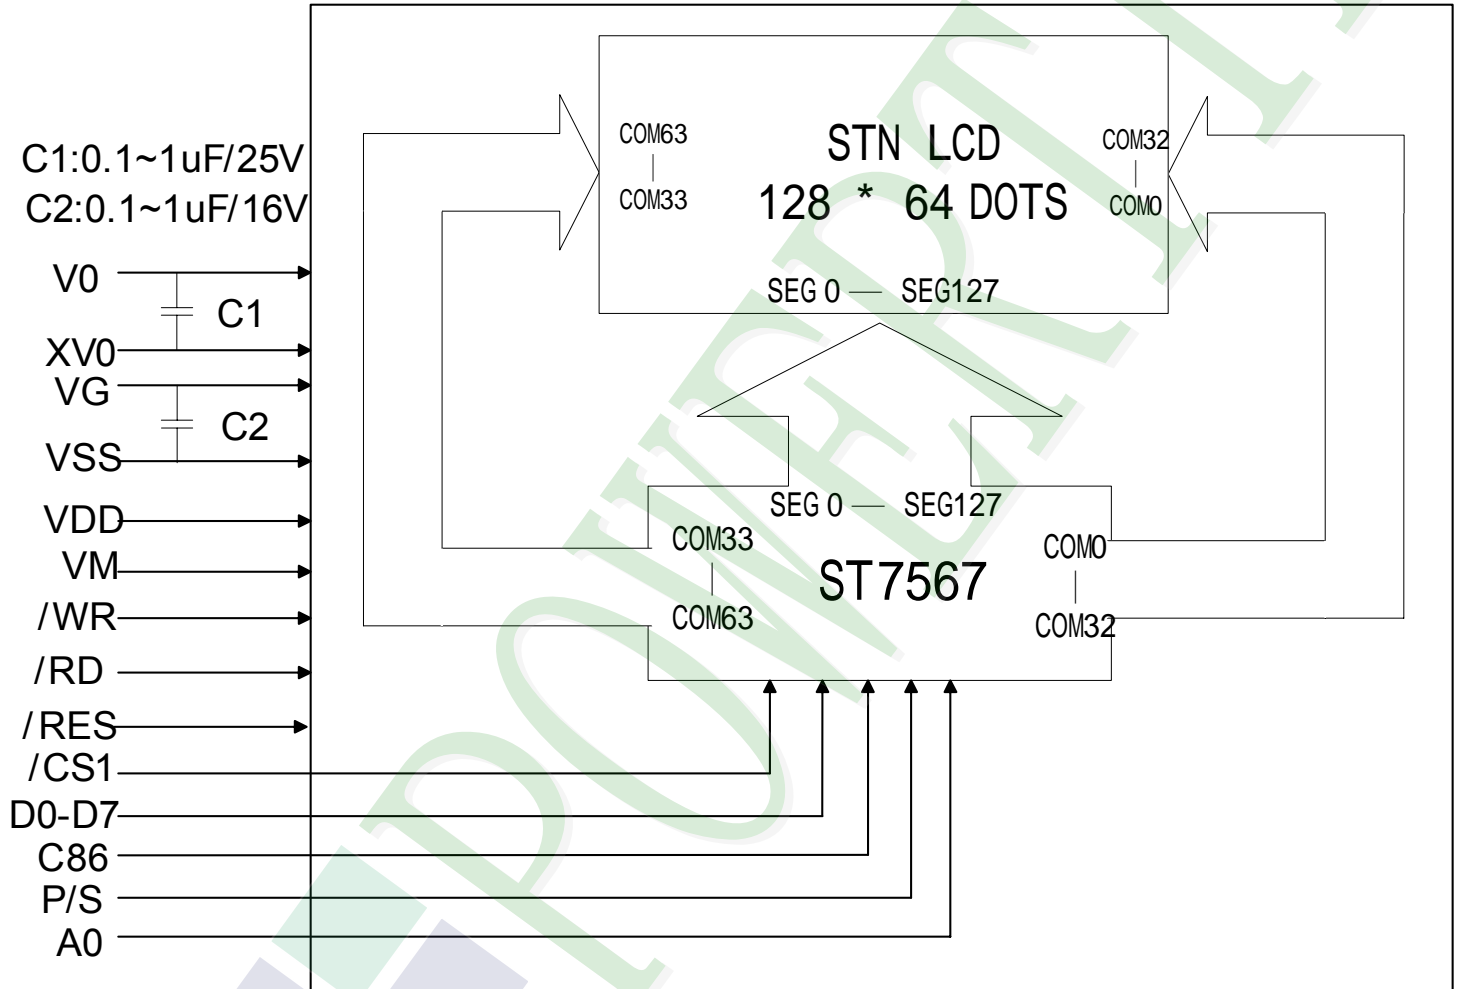 C1:0.1~1uF/25V
C2:0.1~1uF/16V
V0
C1
XV0
VG
C2
VSS
VDD
VM
/WR
/RD
/RES
/CS1
D0-D7
C86
P/S
A0
COM63
COM33
STN LCD
128 * 64 DOTS
COM32
COM0
SEG 0 — SEG127
SEG 0 — SEG127
COM33
COM63
ST7567
COM0
COM32
POWERT